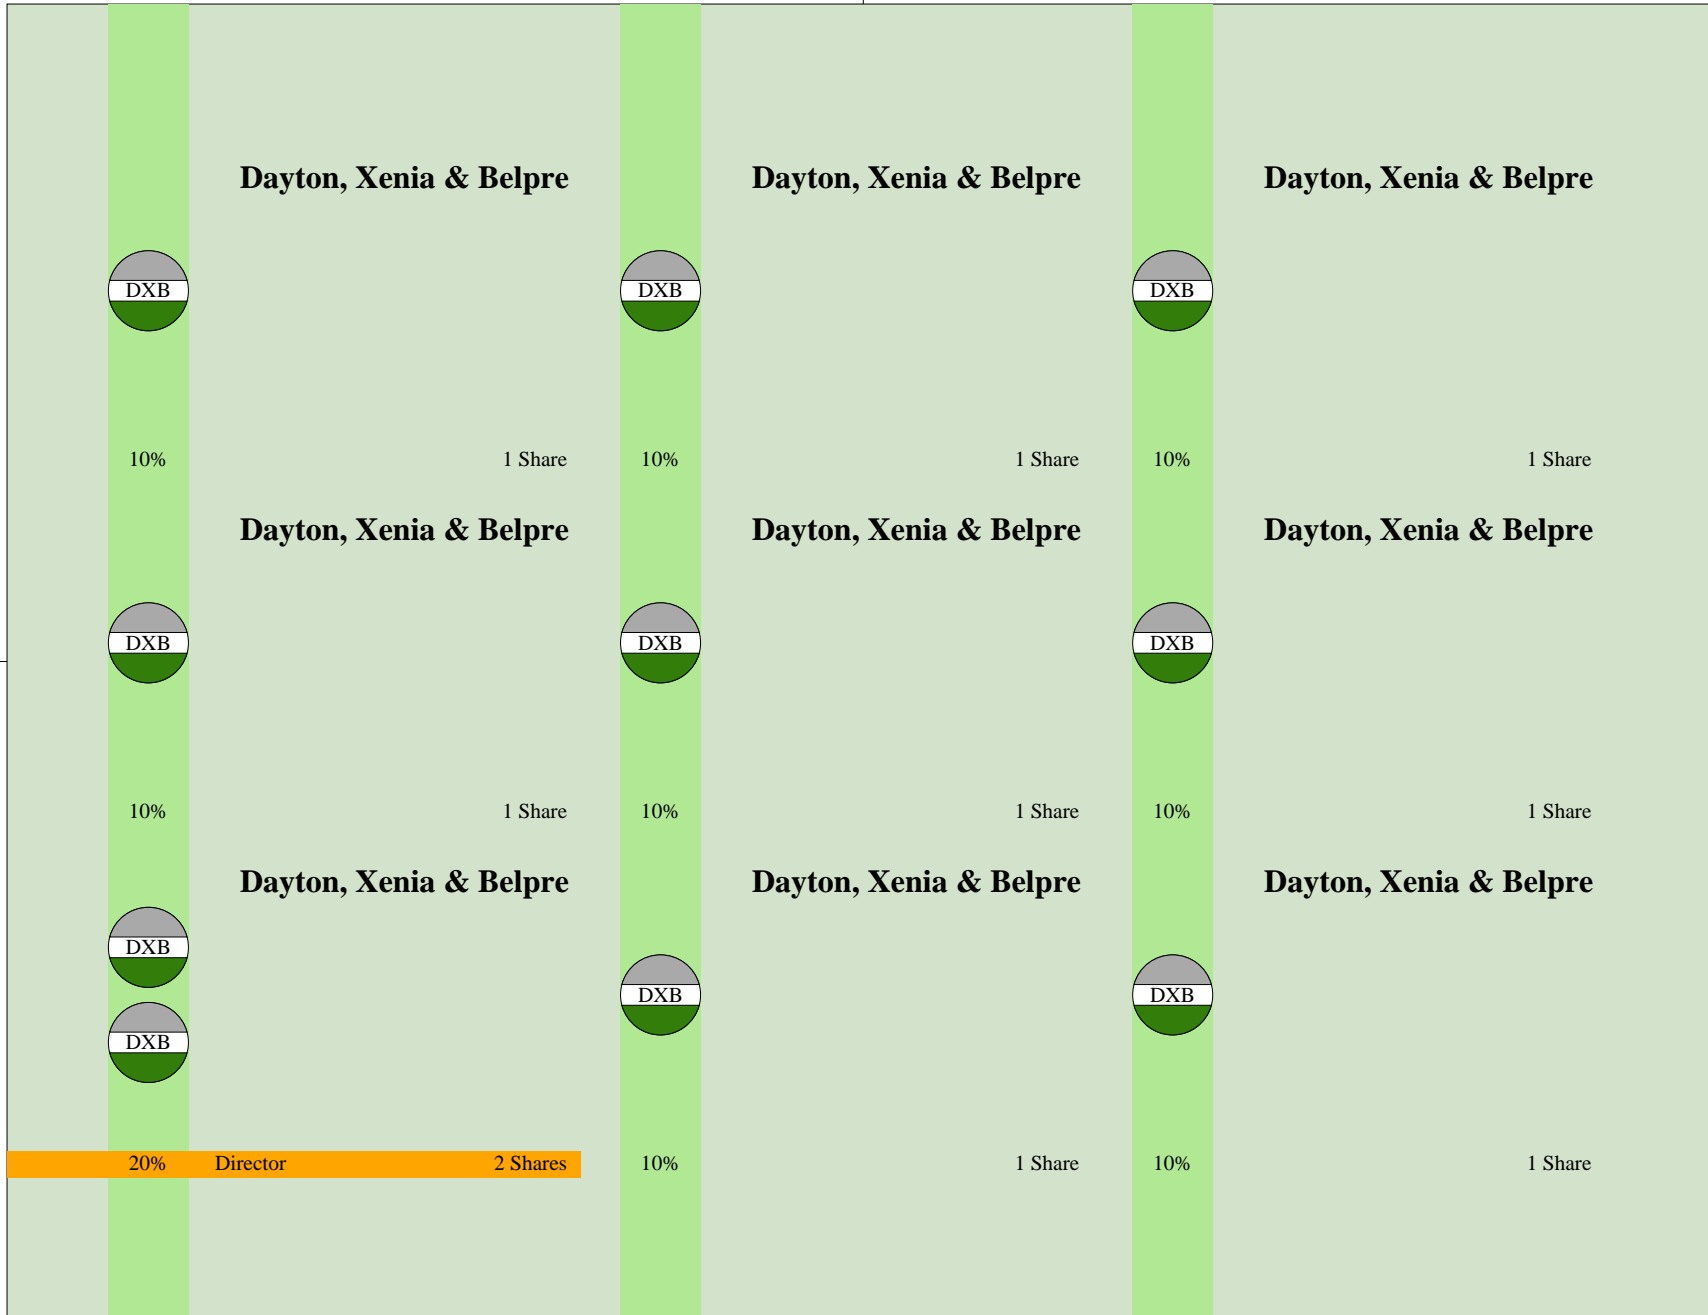 Dayton, Xenia & Belpre Dayton, Xenia & Belpre Dayton, Xenia & Belpre
DXB DXB DXB
10% 1 Share 10% 1 Share 10% 1 Share
Dayton, Xenia & Belpre Dayton, Xenia & Belpre Dayton, Xenia & Belpre
DXB DXB DXB
10% 1 Share 10% 1 Share 10% 1 Share
Dayton, Xenia & Belpre Dayton, Xenia & Belpre Dayton, Xenia & Belpre
DXB
DXB DXB
DXB
20% Director 2 Shares 10% 1 Share 10% 1 Share